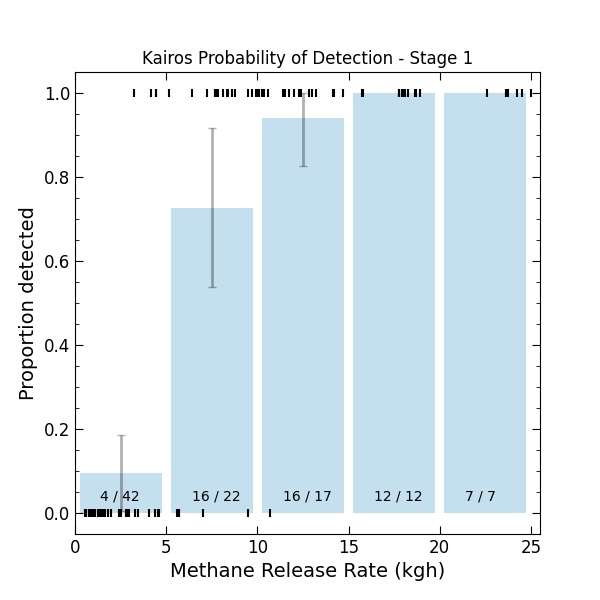 Kairos Probability of Detection - Stage 1
Proportion detected
1.0
0.8
0.6
0.4
0.2
0.0
4 / 42
16 / 22
16 / 17
12 / 12
7 / 7
0
5
10
15
20
25
Methane Release Rate (kgh)